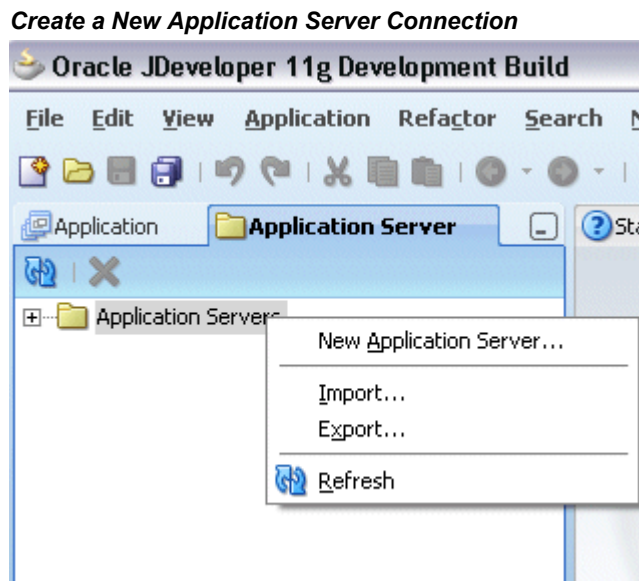 Create a New Application Server Connection
Oracle JDeveloper 11g Development Build
File Edit View Application Refactor Search
Application Application Server Sta
Application Servers
New Application Server...
Import...
Export...
Refresh